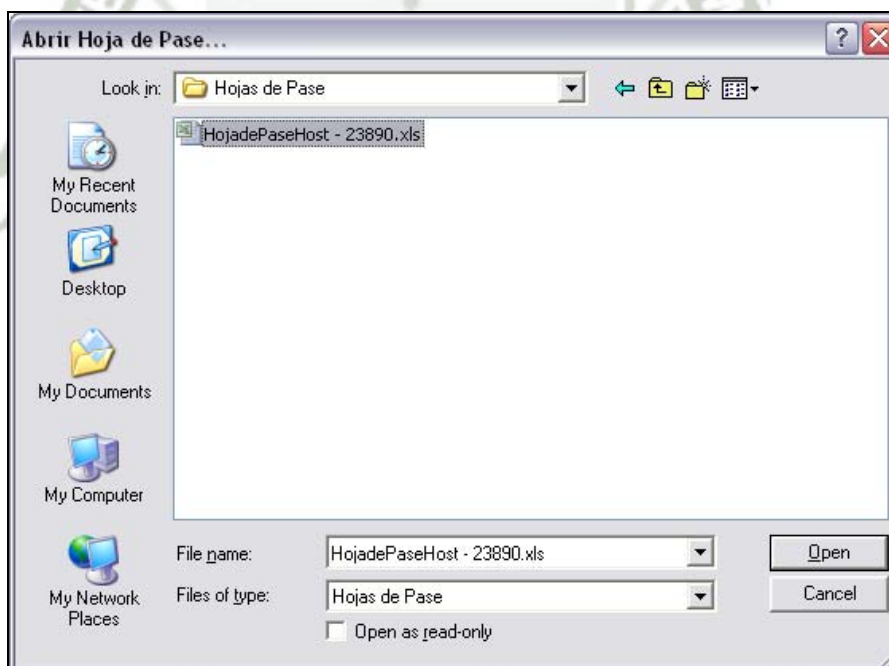 Abrir Hoja de Pase...
Look in:
Hojas de Pase
HojadePaseHost - 23890.xls
My Recent
Documents
Desktop
My Documents
My Computer
My Network
Places
File name:
HojadePaseHost - 23890.xls
Open
Files of type:
Hojas de Pase
Cancel
Open as read-only